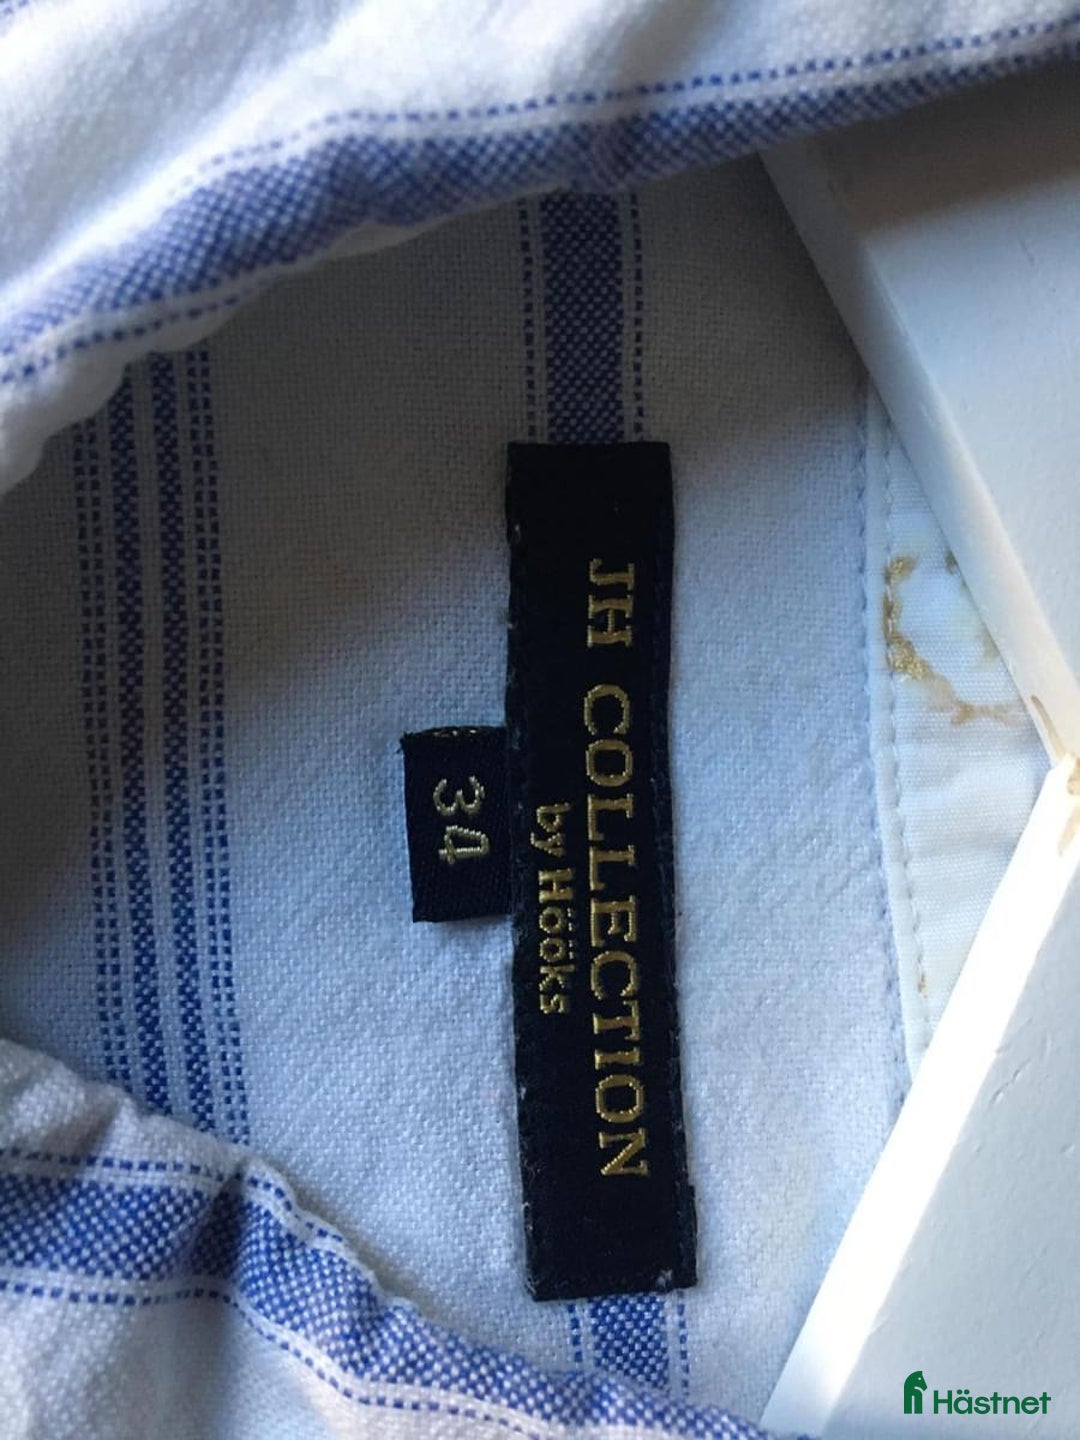 JH COLLECTION
by Hööks
34
Hästnet